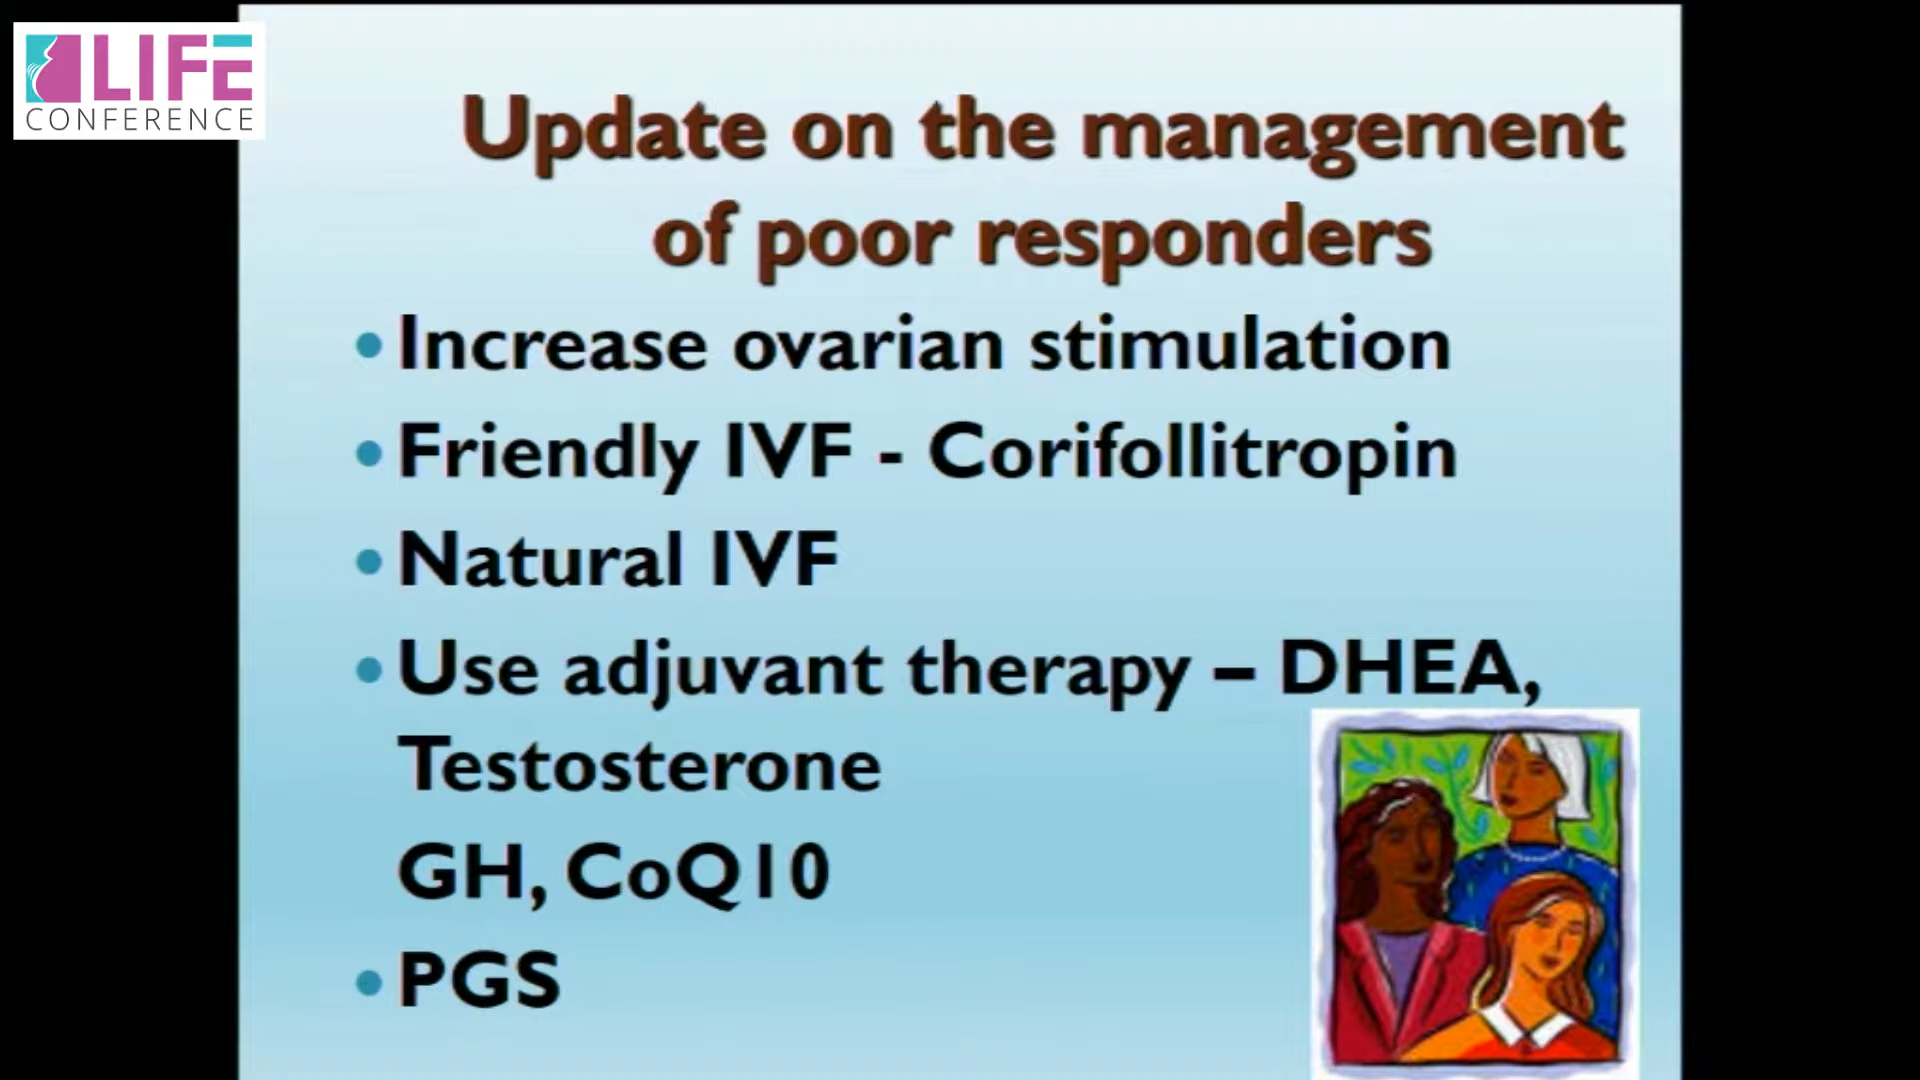 LIFE
CONFERENCE
Update on the management
of poor responders
• Increase ovarian stimulation
• Friendly IVF - Corifollitropin
• Natural IVF
• Use adjuvant therapy – DHEA,
Testosterone
GH, CoQ10
• PGS